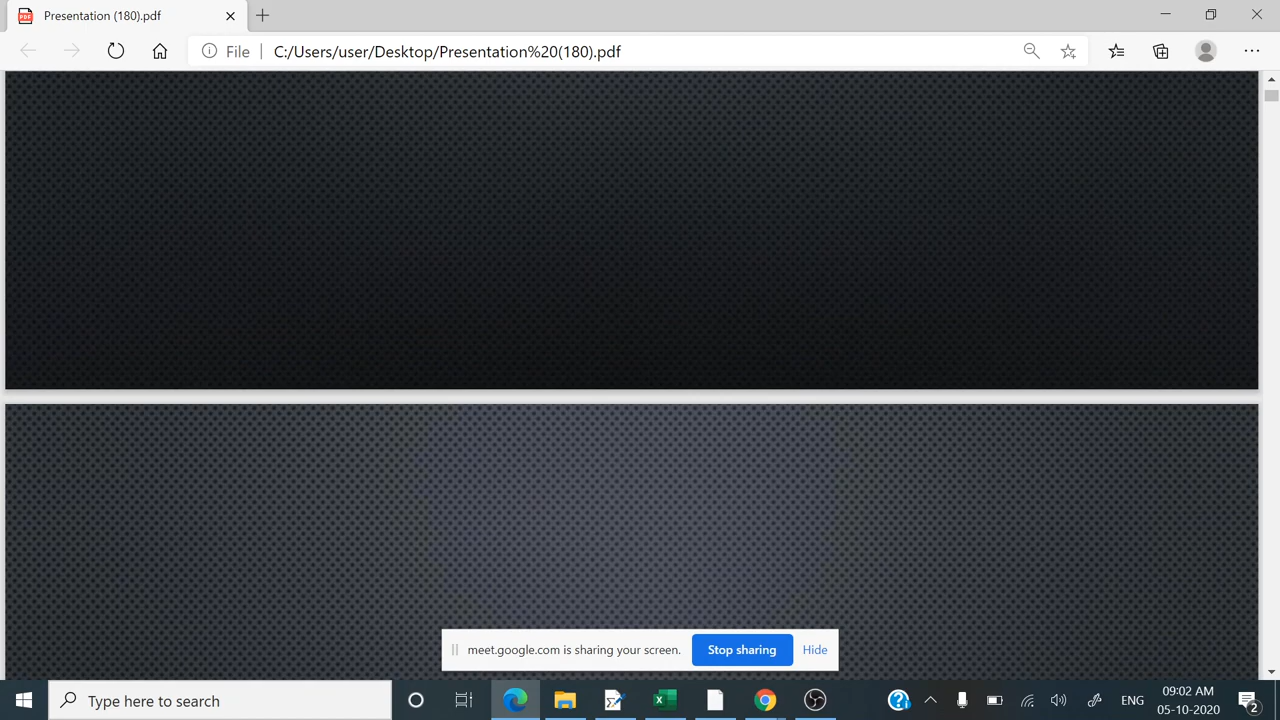 Presentation (180).pdf
File | C:/Users/user/Desktop/Presentation%20(180).pdf
meet.google.com is sharing your screen. Stop sharing Hide
Type here to search
ENG
09:02 AM
05-10-2020
2